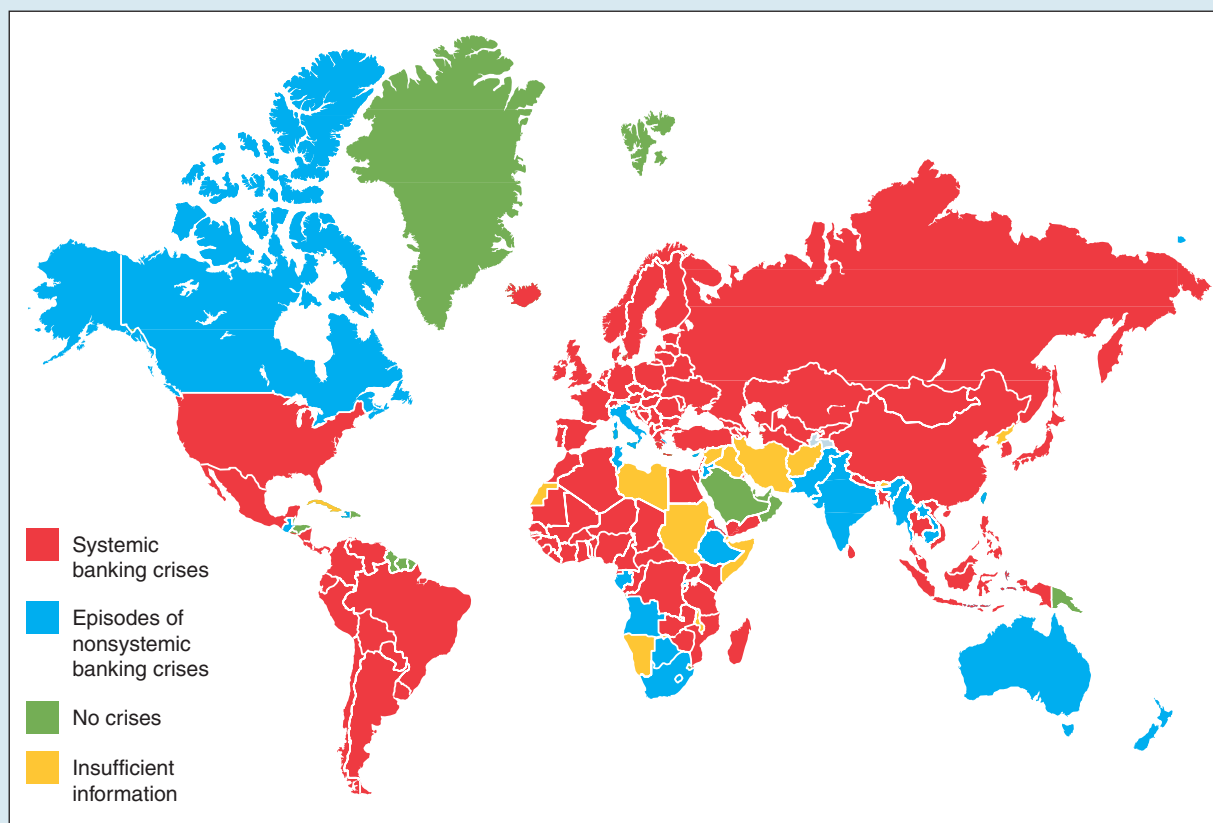 Systemic
banking crises
Episodes of
nonsystemic
banking crises
No crises
Insufficient
information